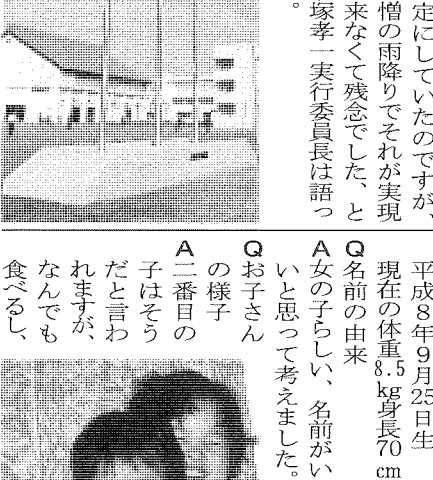 定にしていたのですが、
憎の雨降りでそれが実現
来なくて残念でした、と
塚孝一実行委員長は語っ
。
平成8年9月25日生
現在の体重8.5kg身長70cm
Q名前の由来
A女の子らしい、名前がい
いと思って考えました。
Qお子さん
の様子
A二番目の
子はそう
だと言わ
れますが、
なんでも
食べるし、